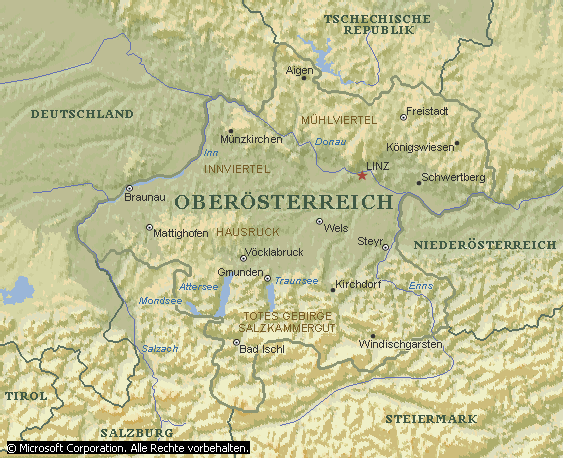 TSCHECHISCHE
REPUBLIK
Aigen
DEUTSCHLAND
MÜHLVIERTEL
Freistadt
Münzkirchen
Donau
Königswiesen
Inn
INNVIERTEL
LINZ
Schwertberg
Braunau
OBERÖSTERREICH
Mattighofen
HAUSRUCK
Wels
Steyr
NIEDERÖSTERREICH
Vöcklabruck
Gmunden
Traunsee
Attersee
Kirchdorf
Enns
Mondsee
TOTES GEBIRGE
SALZKAMMERGUT
Salzach
Bad Ischl
Windischgarsten
TIROL
STEIERMARK
SALZBURG
© Microsoft Corporation. Alle Rechte vorbehalten.